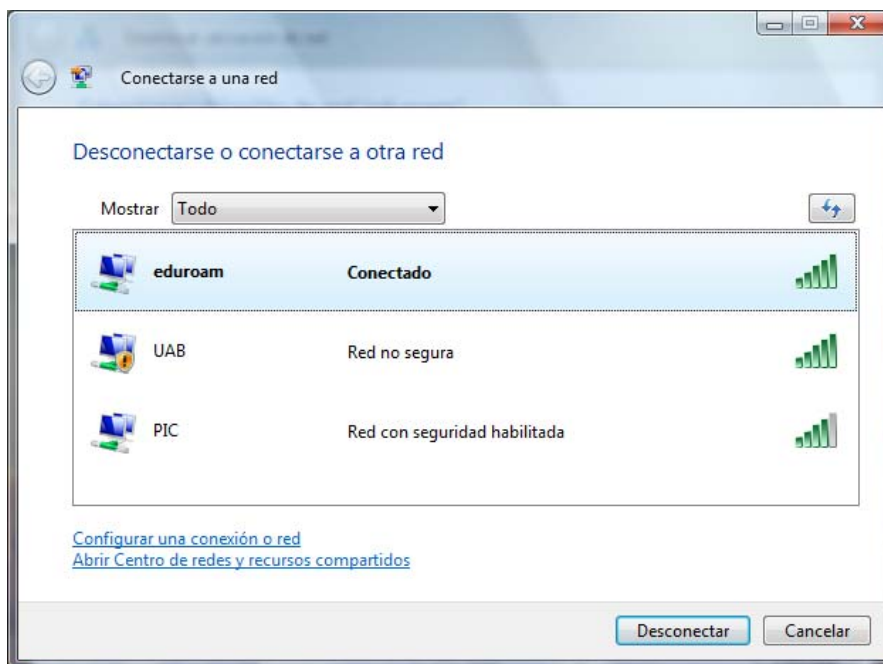 Conectarse a una red
Desconectarse o conectarse a otra red
Mostrar Todo
eduroam Conectado
UAB Red no segura
PIC Red con seguridad habilitada
Configurar una conexión o red
Abrir Centro de redes y recursos compartidos
Desconectar Cancelar